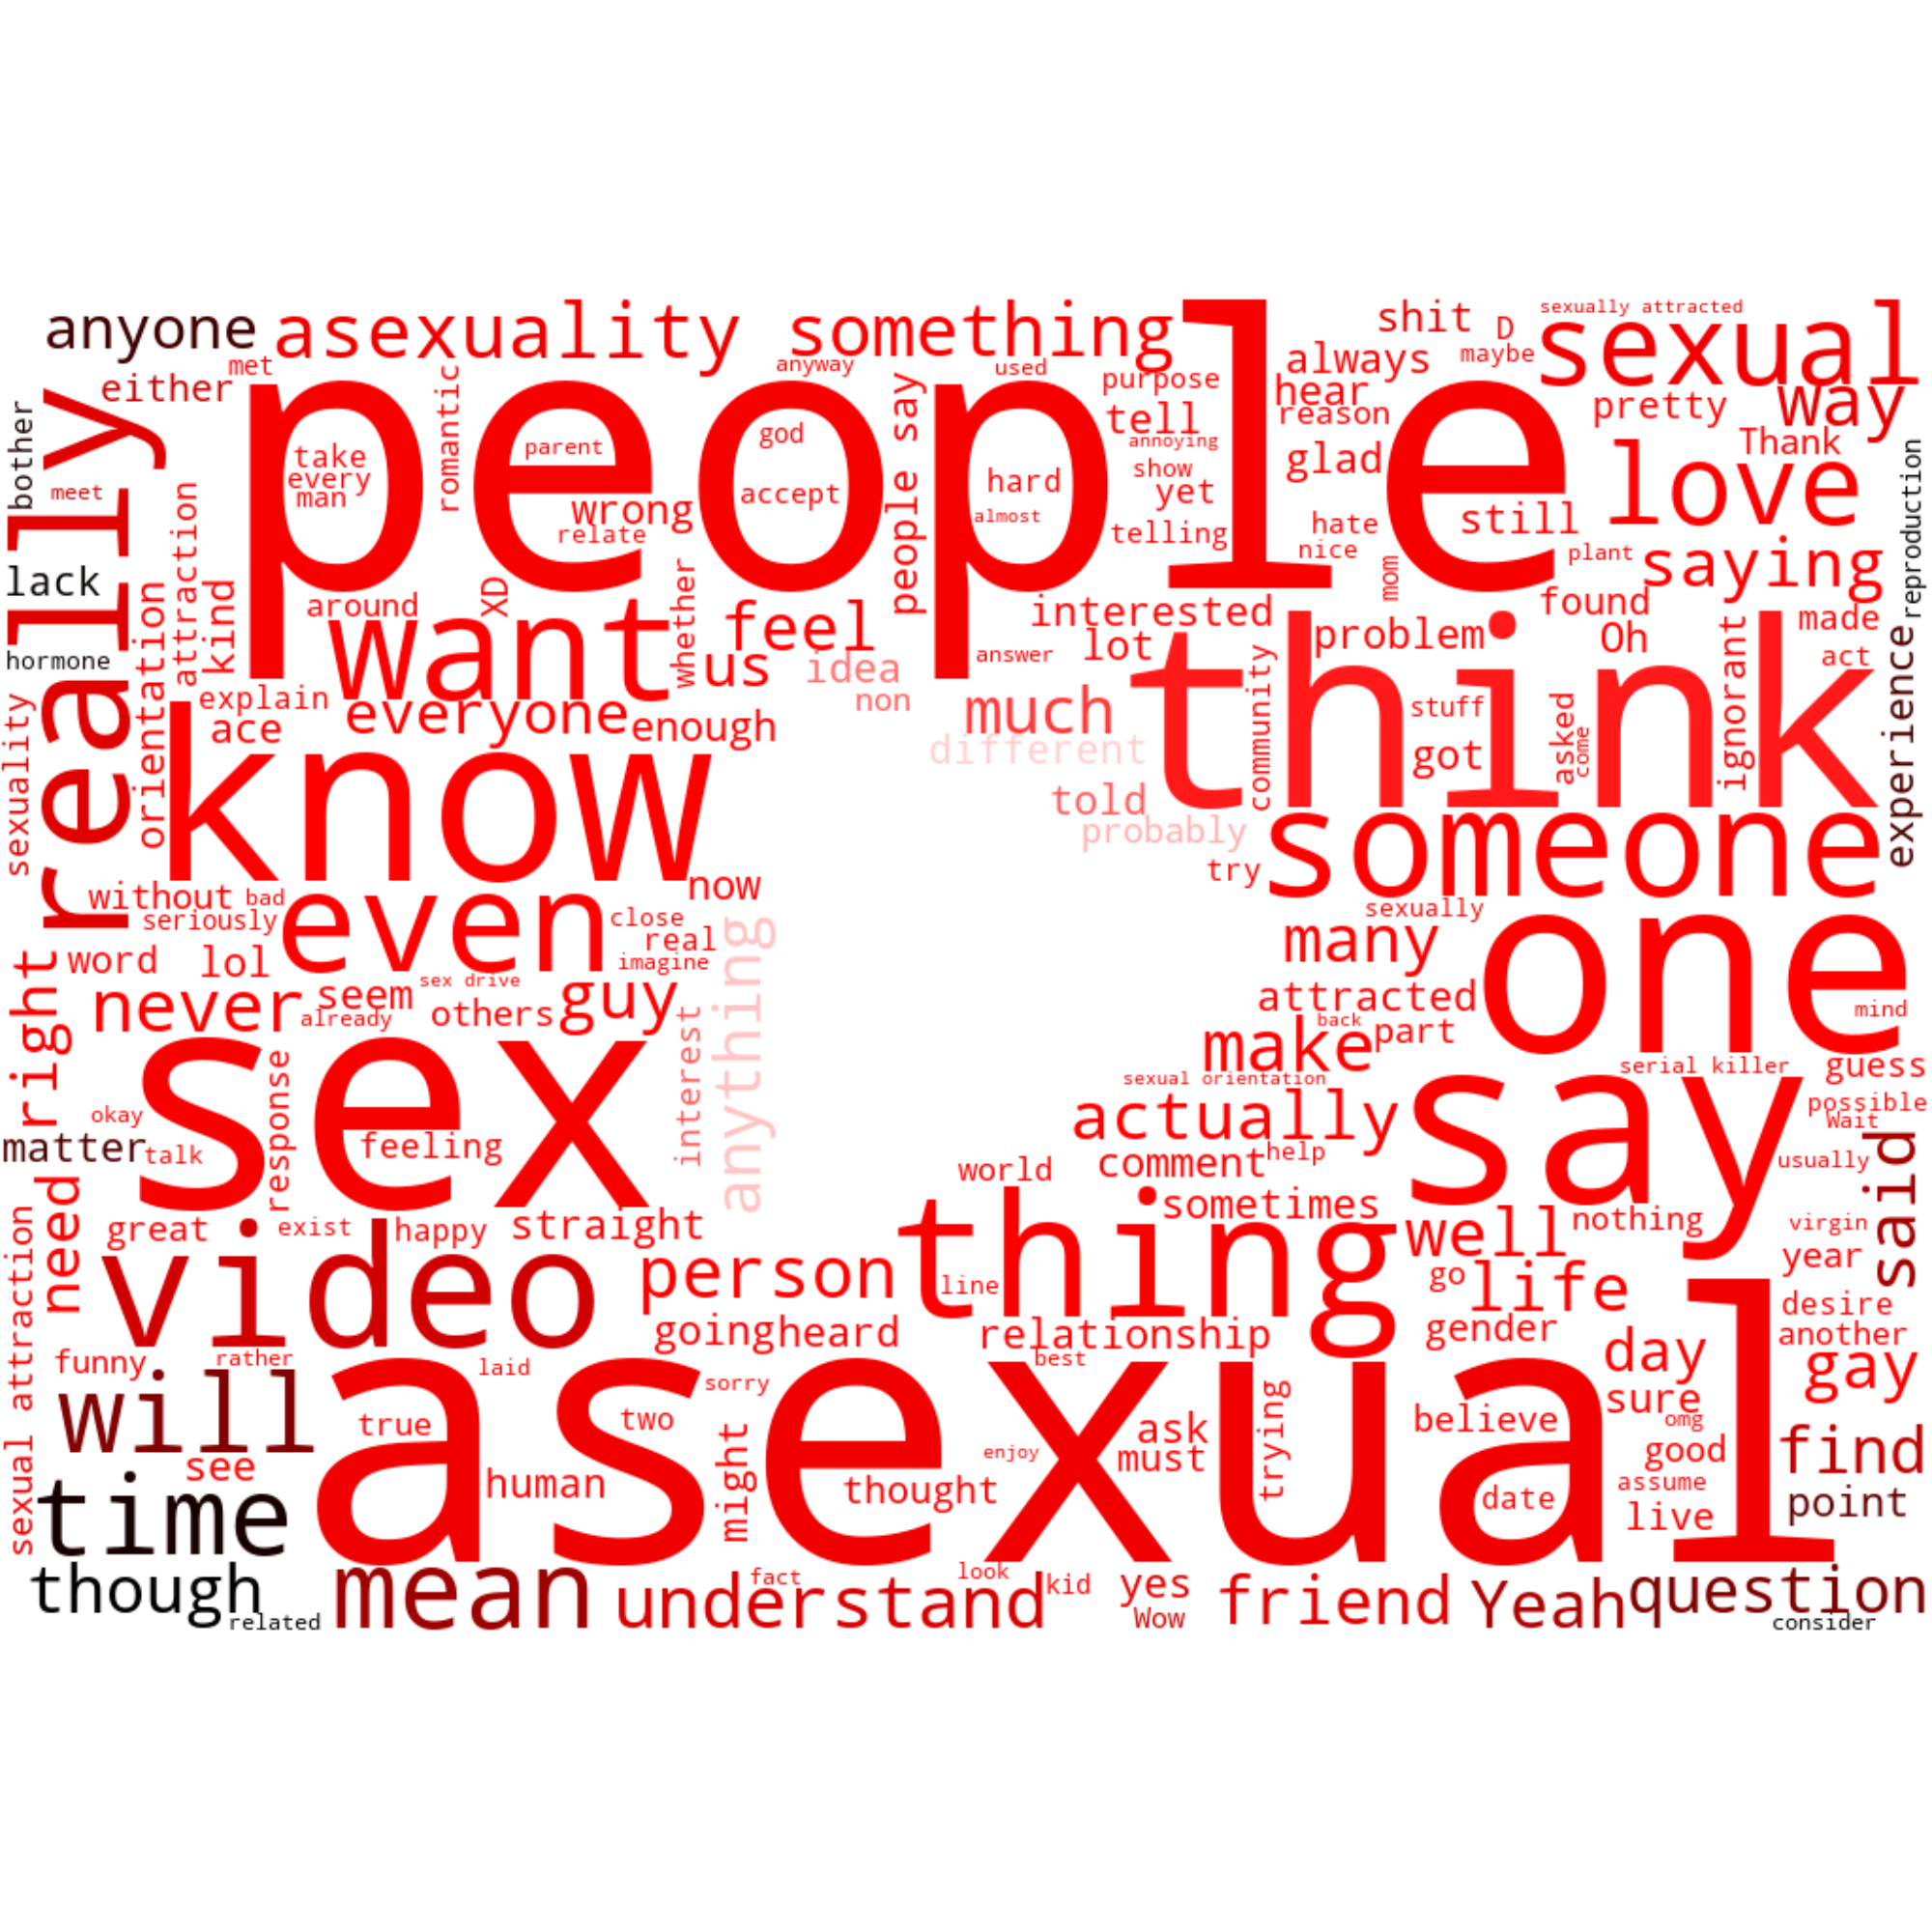 anyone
asexuality
something
people
shit
D
sexually attracted
sexual
either
met
romantic
anyway
used
purpose
always
maybe
hear
reason
pretty
way
bother
really
meet
take
every
man
parent
god
accept
people say
hard
almost
tell
annoying
show
yet
telling
glad
hate
nice
still
Thank
love
reproduction
wrong
relate
plant
saying
mom
lack
hormone
sexuality
orientation
attraction
kind
around
XD
want
whether
feel
us
idea
non
answer
interested
lot
problem
found
Oh
ignorant
made
act
experience
explain
ace
everyone
enough
much
different
told
probably
community
think
stuff
got
asked
come
know
now
try
someone
without
bad
seriously
even
close
real
imagine
sexually
many
one
word
lol
right
never
seem
already
sex drive
others
guy
interest
anything
attracted
make
back
part
mind
sex
response
okay
matter
talk
feeling
sexual orientation
actually
serial killer
guess
say
possible
Wait
usually
said
need
great
exist
happy
straight
world
comment
help
sometimes
well
nothing
virgin
year
video
person
thing
line
go
life
desire
another
sexual attraction
funny
rather
going
heard
relationship
best
gender
day
gay
will
laid
sorry
asexual
true
two
human
might
thought
enjoy
ask
must
trying
believe
date
sure
omg
good
assume
live
find
point
see
time
though
related
mean
understand
fact
look
kid
yes
Wow
friend
Yeah
question
consider